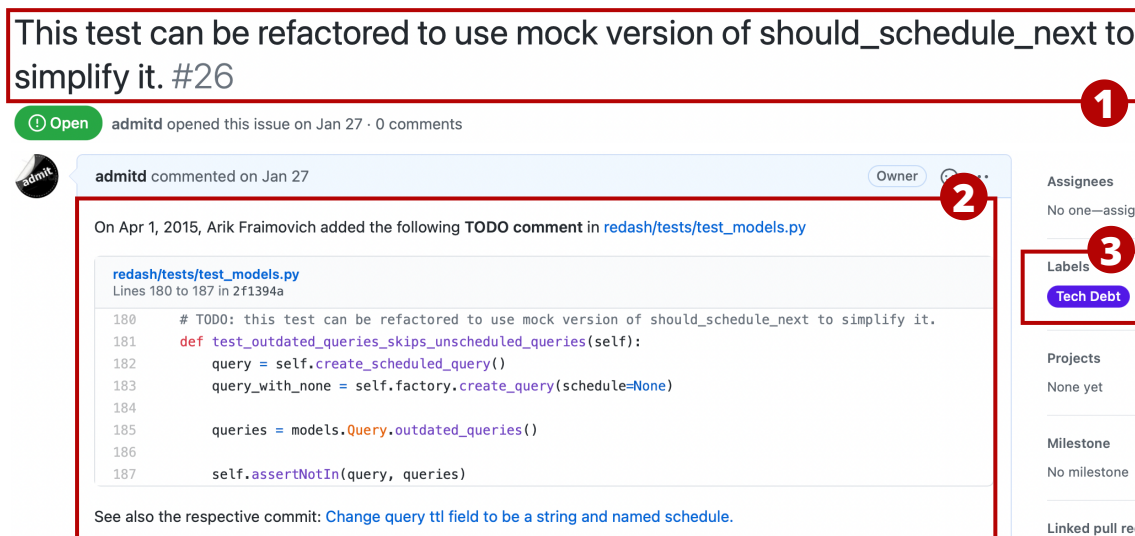 This test can be refactored to use mock version of should_schedule_next to
simplify it. #26
1
Open admitd opened this issue on Jan 27 · 0 comments
admit
admitd commented on Jan 27 Owner
2
On Apr 1, 2015, Arik Fraimovich added the following TODO comment in redash/tests/test_models.py
redash/tests/test_models.py
Lines 180 to 187 in 2f1394a
180 # TODO: this test can be refactored to use mock version of should_schedule_next to simplify it.
181 def test_outdated_queries_skips_unscheduled_queries(self):
182 query = self.create_scheduled_query()
183 query_with_none = self.factory.create_query(schedule=None)
184
185 queries = models.Query.outdated_queries()
186
187 self.assertNotIn(query, queries)
See also the respective commit: Change query ttl field to be a string and named schedule.
Assignees
No one—assig
3
Labels
Tech Debt
Projects
None yet
Milestone
No milestone
Linked pull re